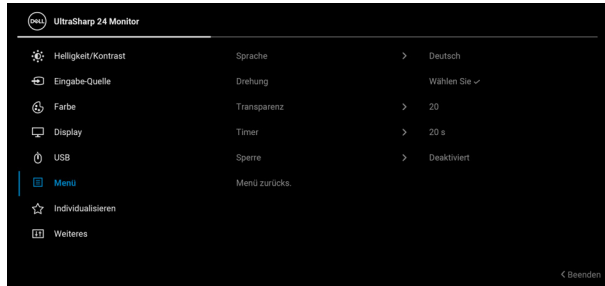 DELL UltraSharp 24 Monitor
Helligkeit/Kontrast Sprache > Deutsch
Eingabe-Quelle Drehung Wählen Sie ✓
Farbe Transparenz > 20
Display Timer > 20 s
USB Sperre > Deaktiviert
Menü Menü zurücks.
Individualisieren
Weiteres
< Beenden